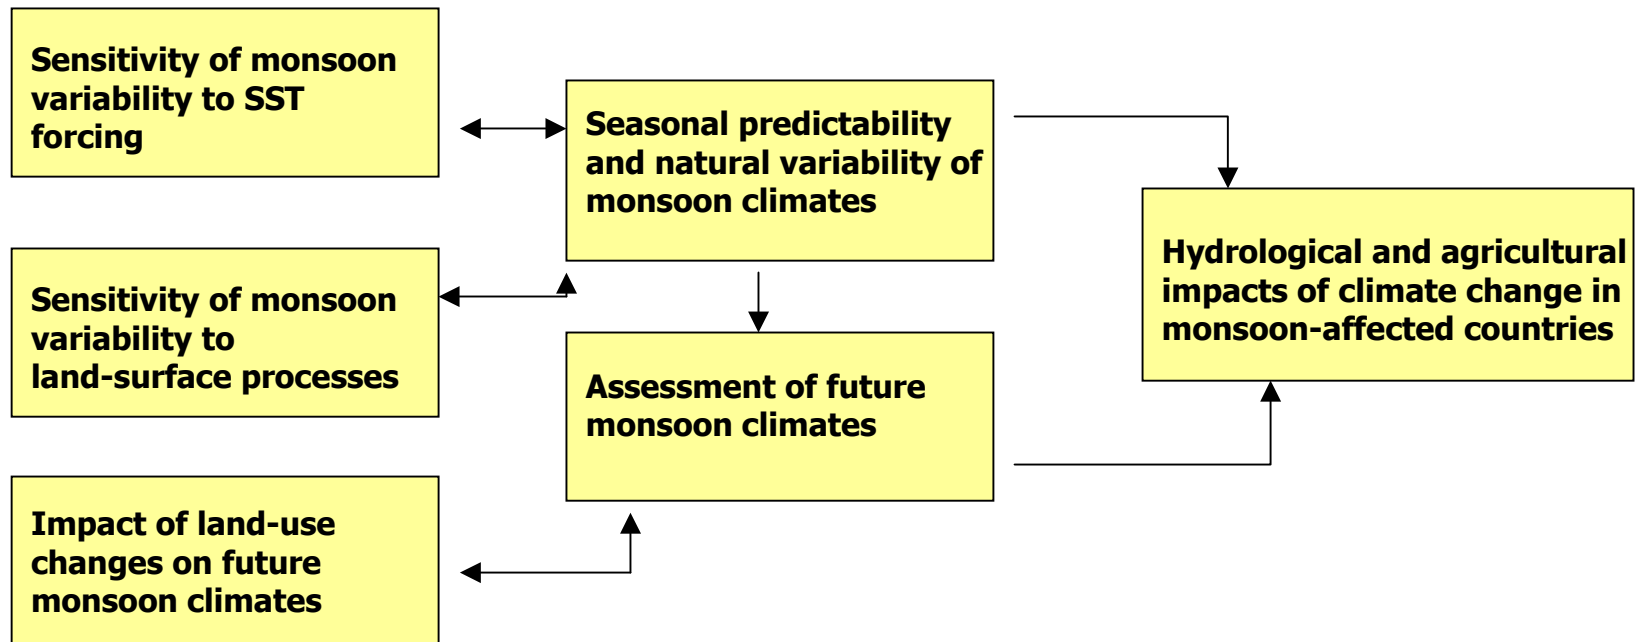 Sensitivity of monsoon
variability to SST
forcing
Seasonal predictability
and natural variability of
monsoon climates
Hydrological and agricultural
impacts of climate change in
monsoon-affected countries
Sensitivity of monsoon
variability to
land-surface processes
Assessment of future
monsoon climates
Impact of land-use
changes on future
monsoon climates